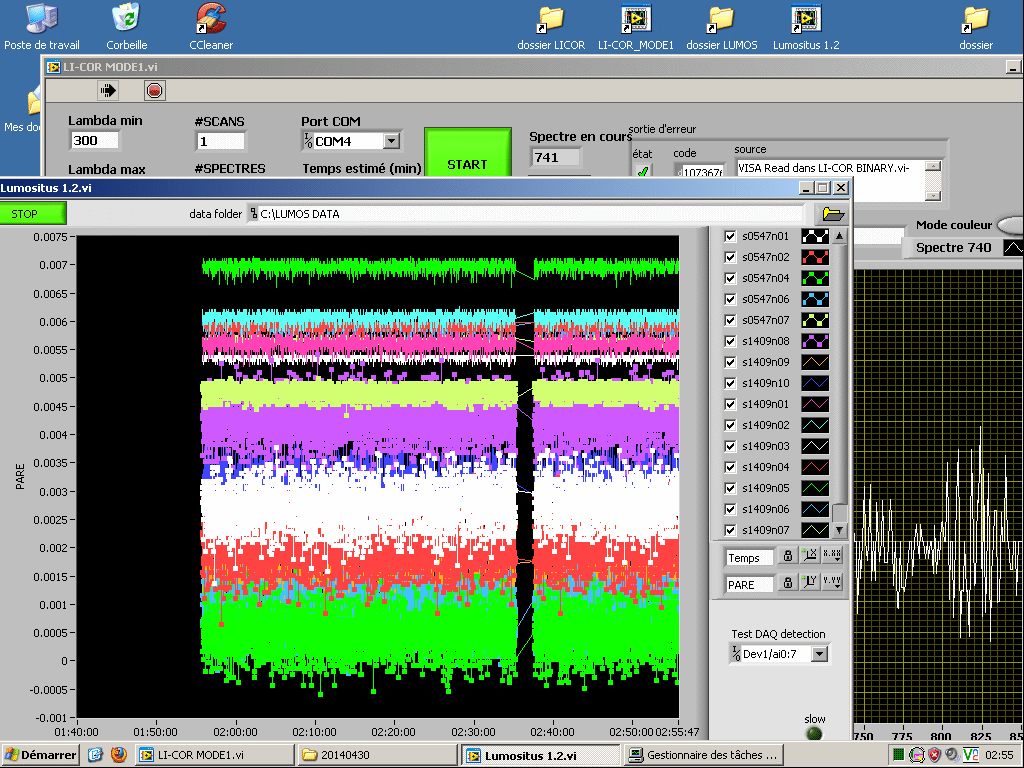 Poste de travail
Corbeille
CCleaner
dossier LICOR
LI-COR_MODE1
dossier LUMOS
Lumositus 1.2
dossier
Mes do
LI-COR MODE1.vi
Lambda min
300
#SCANS
1
Port COM
COM4
START
Spectre en cours
741
sortie d'erreur
état
code
107367
source
VISA Read dans LI-COR BINARY.vi-
Lambda max
#SPECTRES
Temps estimé (min)
Mode couleur
Spectre 740
Lumositus 1.2.vi
STOP
data folder
C:\LUMOS DATA
PARE
0.0075
0.007
0.0065
0.006
0.0055
0.005
0.0045
0.004
0.0035
0.003
0.0025
0.002
0.0015
0.001
0.0005
0
-0.0005
-0.001
01:40:00
01:50:00
02:00:00
02:10:00
02:20:00
02:30:00
02:40:00
02:50:00
02:55:47
s0547n01
s0547n02
s0547n04
s0547n06
s0547n07
s1409n08
s1409n09
s1409n10
s1409n01
s1409n02
s1409n03
s1409n04
s1409n05
s1409n06
s1409n07
Temps
X.XX
PARE
Y.YY
Test DAQ detection
Dev1/ai0:7
slow
750
775
800
825
85
Démarrer
LI-COR MODE1.vi
20140430
Lumositus 1.2.vi
Gestionnaire des tâches ...
02:55